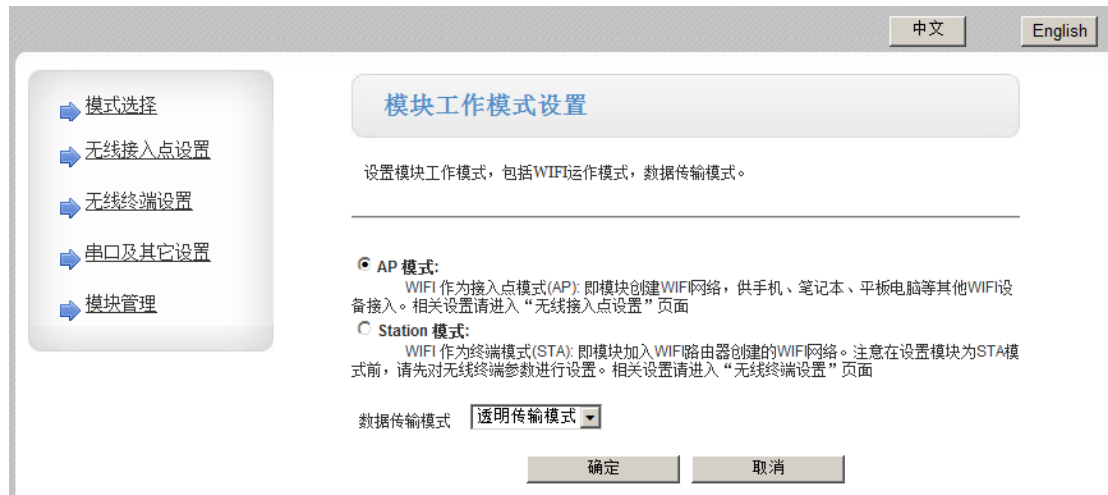 中文
English
模式选择
无线接入点设置
无线终端设置
串口及其它设置
模块管理
模块工作模式设置
设置模块工作模式，包括WIFI运作模式，数据传输模式。
AP 模式:
WIFI 作为接入点模式(AP): 即模块创建WIFI网络，供手机、笔记本、平板电脑等其他WIFI设
备接入。相关设置请进入“无线接入点设置”页面
Station 模式:
WIFI 作为终端模式(STA): 即模块加入WIFI路由器创建的WIFI网络。注意在设置模块为STA模
式前，请先对无线终端参数进行设置。相关设置请进入“无线终端设置”页面
数据传输模式 透明传输模式
确定 取消